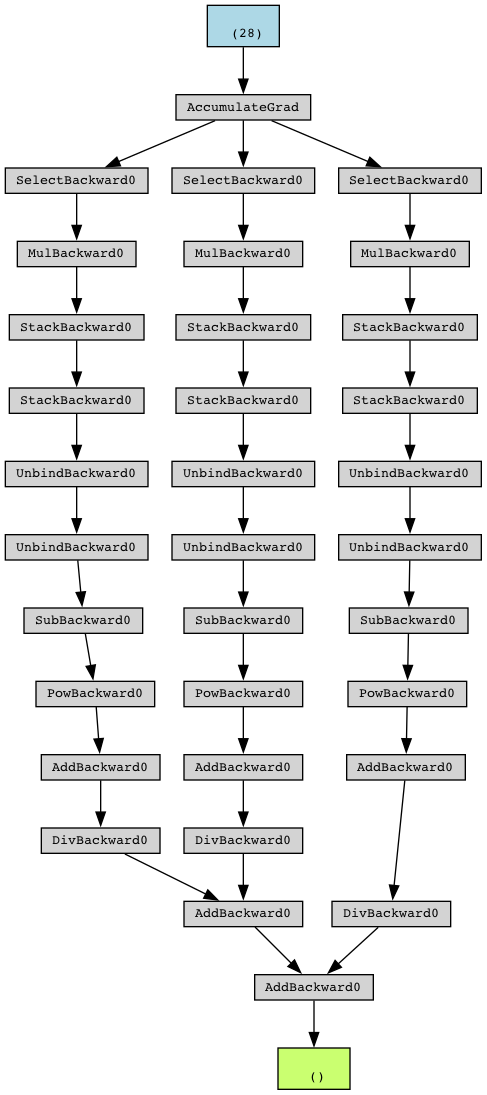 (28)
AccumulateGrad
SelectBackward0 SelectBackward0 SelectBackward0
MulBackward0 MulBackward0 MulBackward0
StackBackward0 StackBackward0 StackBackward0
StackBackward0 StackBackward0 StackBackward0
UnbindBackward0 UnbindBackward0 UnbindBackward0
UnbindBackward0 UnbindBackward0 UnbindBackward0
SubBackward0 SubBackward0 SubBackward0
PowBackward0 PowBackward0 PowBackward0
AddBackward0 AddBackward0 AddBackward0
DivBackward0 DivBackward0
AddBackward0 DivBackward0
AddBackward0
()